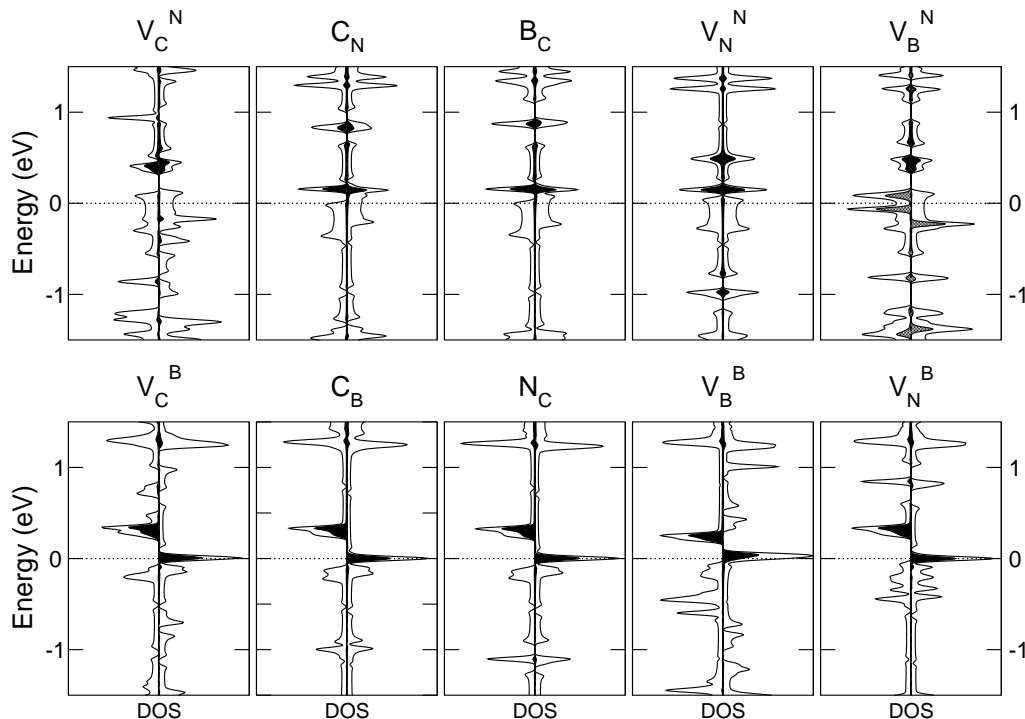 V_C^N C_N B_C V_N^N V_B^N
Energy (eV)
1 1
0 0
-1 -1
V_C^B C_B N_C V_B^B V_N^B
Energy (eV)
1 1
0 0
-1 -1
DOS DOS DOS DOS DOS